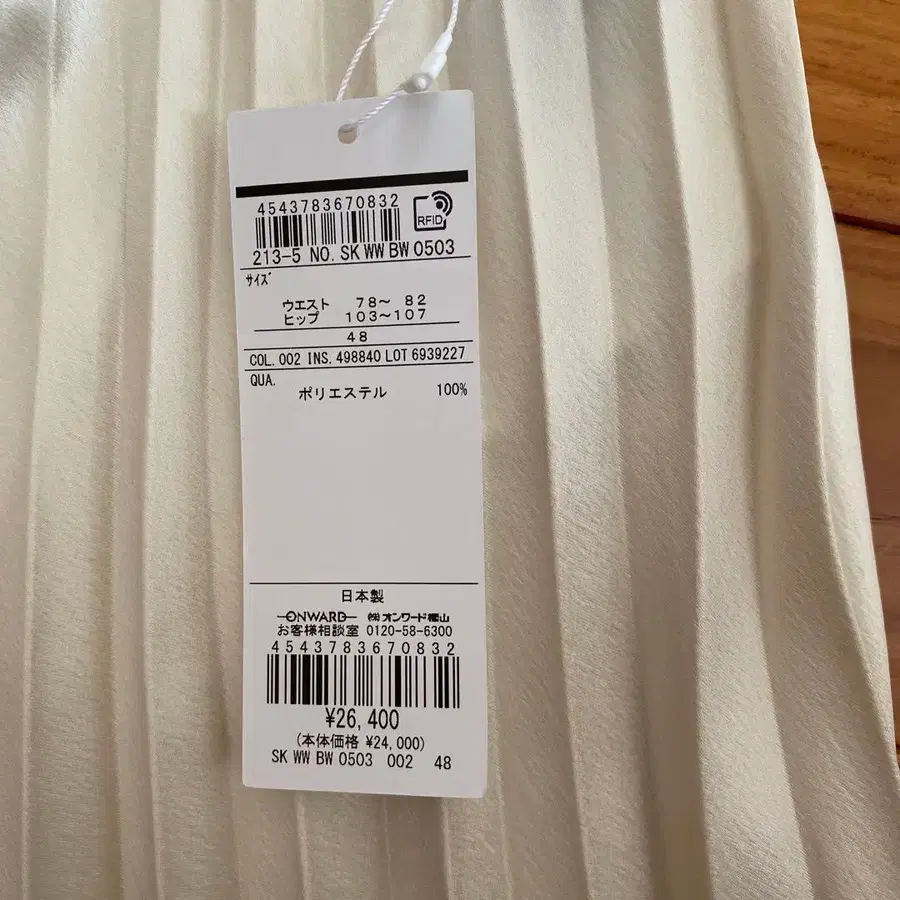 4543783670832
RFID
213-5 NO. SK WW BW 0503
サイズ
ウエスト 78～ 82
ヒップ 103～107
48
COL. 002 INS. 498840 LOT 6939227
QUA.
ポリエステル 100%
日本製
ONWARD ㈱オンワード樫山
お客様相談室 0120-58-6300
4543783670832
¥26,400
(本体価格 ¥24,000)
SK WW BW 0503 002 48